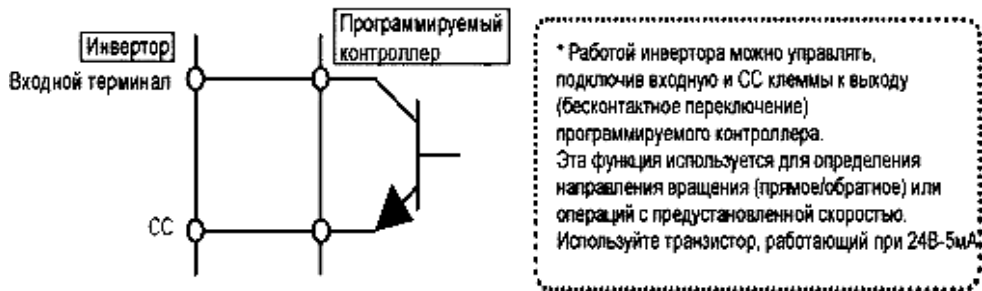 Инвертор
Программируемый
контроллер
Входной терминал
CC
* Работой инвертора можно управлять,
подключив входную и CC клеммы к выходу
(бесконтактное переключение)
программируемого контроллера.
Эта функция используется для определения
направления вращения (прямое/обратное) или
операций с предустановленной скоростью.
Используйте транзистор, работающий при 24В-5мА.